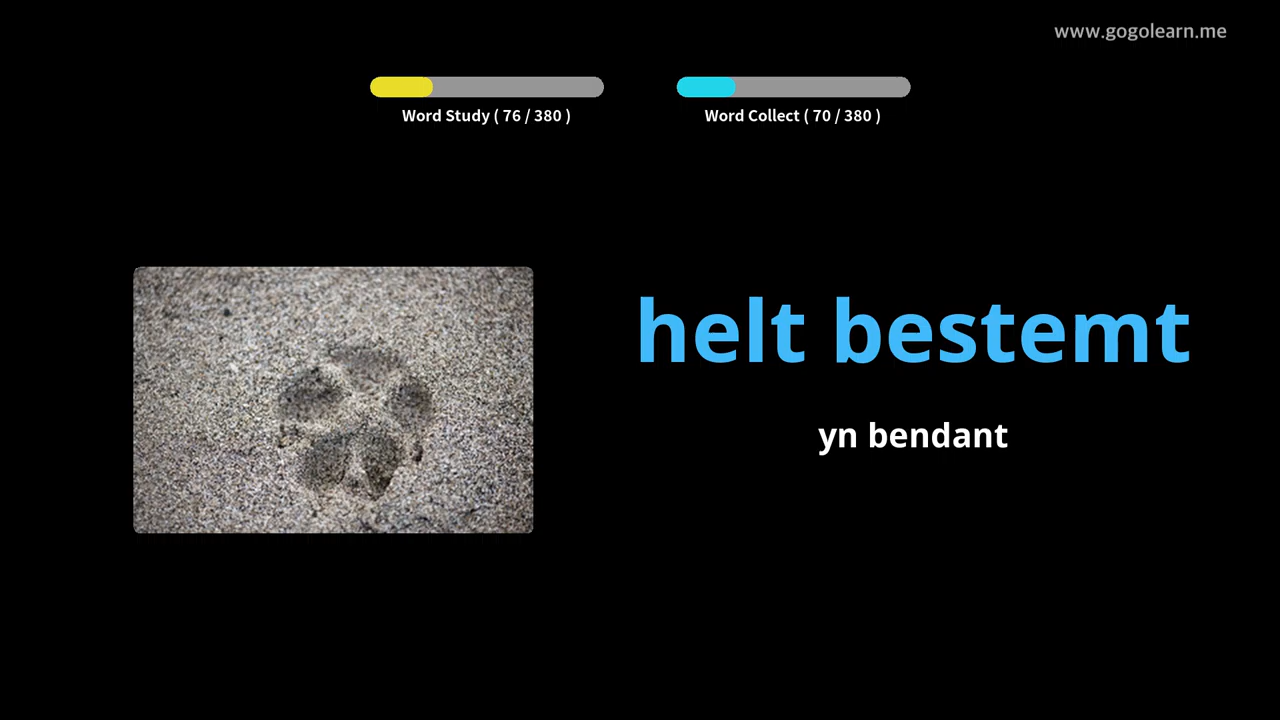 www.gogolearn.me
Word Study ( 76 / 380 )
Word Collect ( 70 / 380 )
helt bestemt
yn bendant